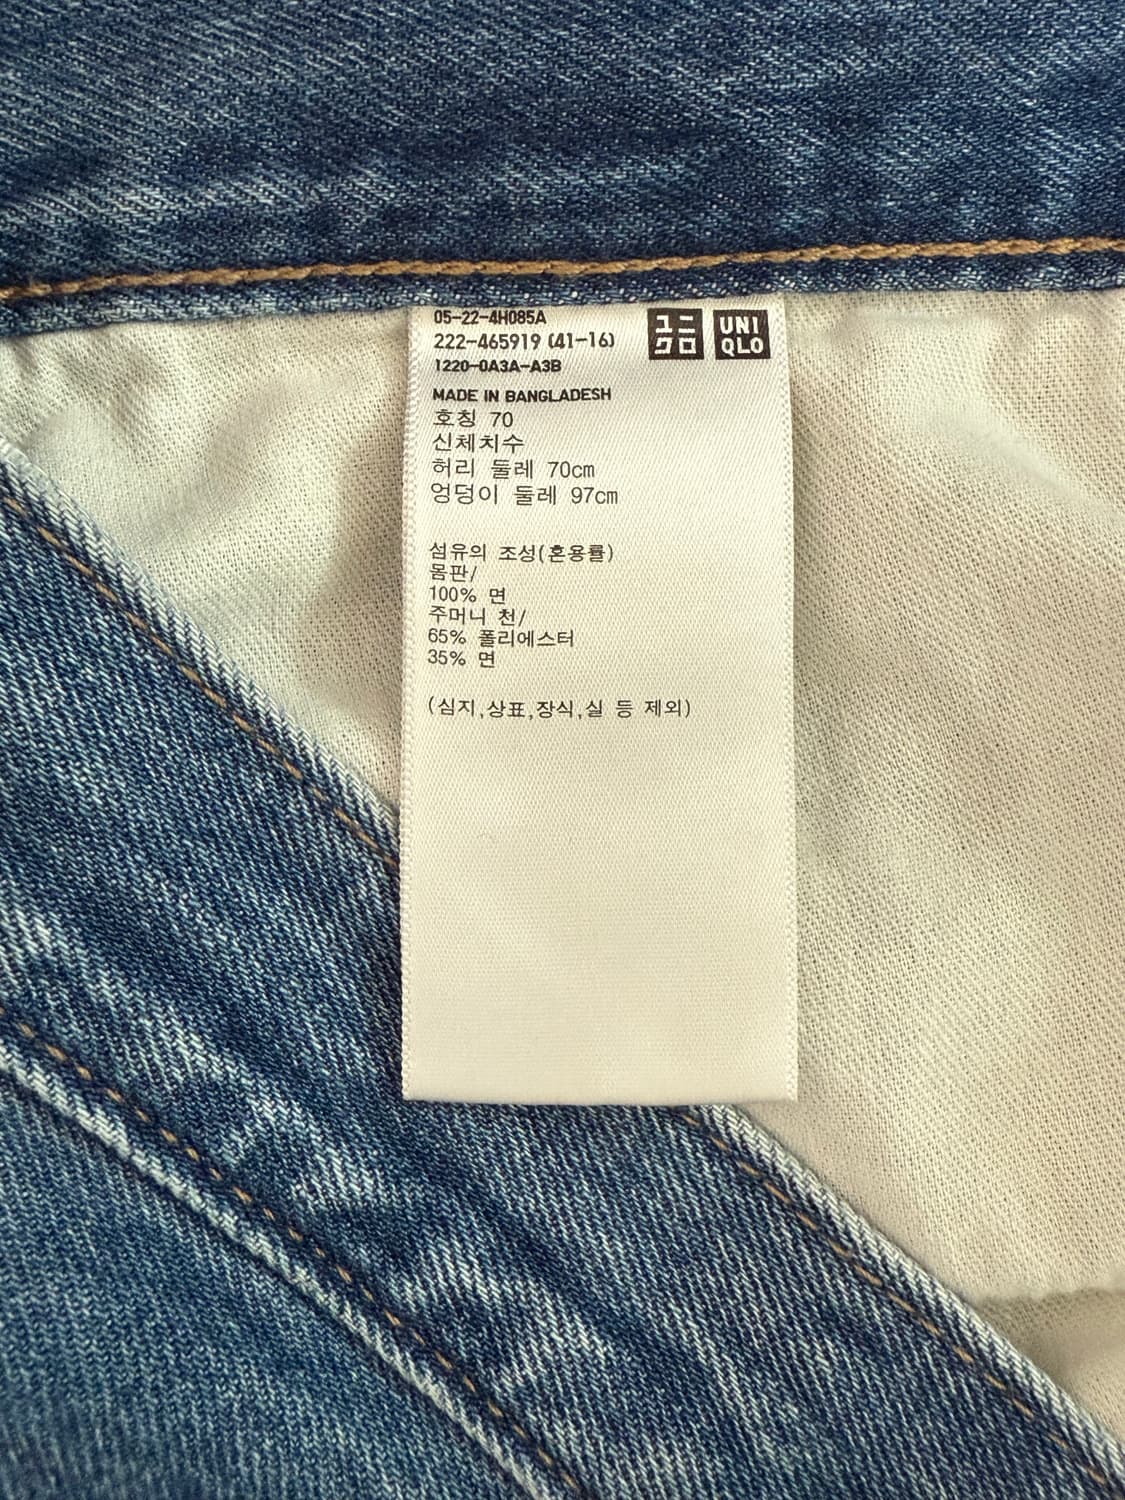 05-22-4H085A
222-465919 (41-16)
1220-0A3A-A3B
ユニ
クロ
UNI
QLO
MADE IN BANGLADESH
호칭 70
신체치수
허리 둘레 70cm
엉덩이 둘레 97cm
섬유의 조성(혼용률)
몸판/
100% 면
주머니 천/
65% 폴리에스터
35% 면
(심지,상표,장식,실 등 제외)